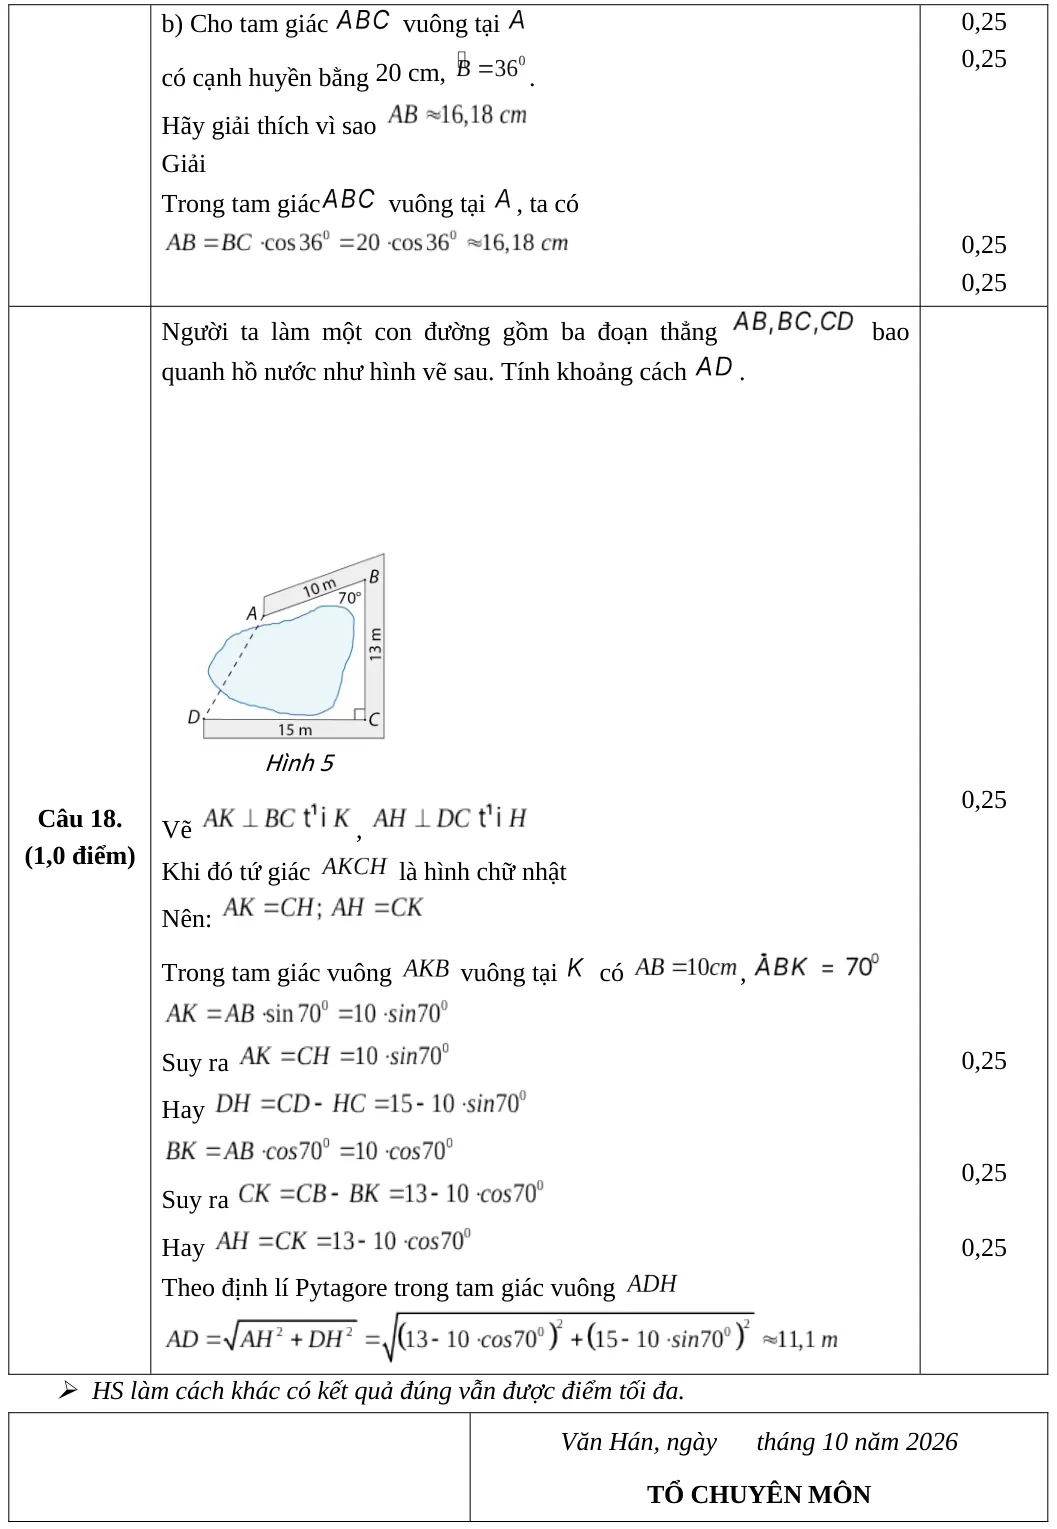 b) Cho tam giác ABC vuông tại A
0,25
có cạnh huyền bằng 20 cm, B = 36⁰ .
0,25
Hãy giải thích vì sao AB ≈ 16,18 cm
Giải
Trong tam giác ABC vuông tại A , ta có
AB = BC · cos 36⁰ = 20 · cos 36⁰ ≈ 16,18 cm
0,25
0,25
Câu 18.
(1,0 điểm)
Người ta làm một con đường gồm ba đoạn thẳng AB, BC, CD bao
quanh hồ nước như hình vẽ sau. Tính khoảng cách AD .
10 m
B
70°
A
13 m
D
C
15 m
Hình 5
0,25
Vẽ AK ⊥ BC t¹i K , AH ⊥ DC t¹i H
Khi đó tứ giác AKCH là hình chữ nhật
Nên: AK = CH ; AH = CK
Trong tam giác vuông AKB vuông tại K có AB = 10cm , ABK = 70⁰
AK = AB · sin 70⁰ = 10 · sin70⁰
Suy ra AK = CH = 10 · sin70⁰
0,25
Hay DH = CD - HC = 15 - 10 · sin70⁰
BK = AB · cos70⁰ = 10 · cos70⁰
0,25
Suy ra CK = CB - BK = 13 - 10 · cos70⁰
Hay AH = CK = 13 - 10 · cos70⁰
0,25
Theo định lí Pytagore trong tam giác vuông ADH
AD = √(AH² + DH²) = √((13 - 10 · cos70⁰)² + (15 - 10 · sin70⁰)²) ≈ 11,1 m
➢ HS làm cách khác có kết quả đúng vẫn được điểm tối đa.
Văn Hán, ngày tháng 10 năm 2026
TỔ CHUYÊN MÔN